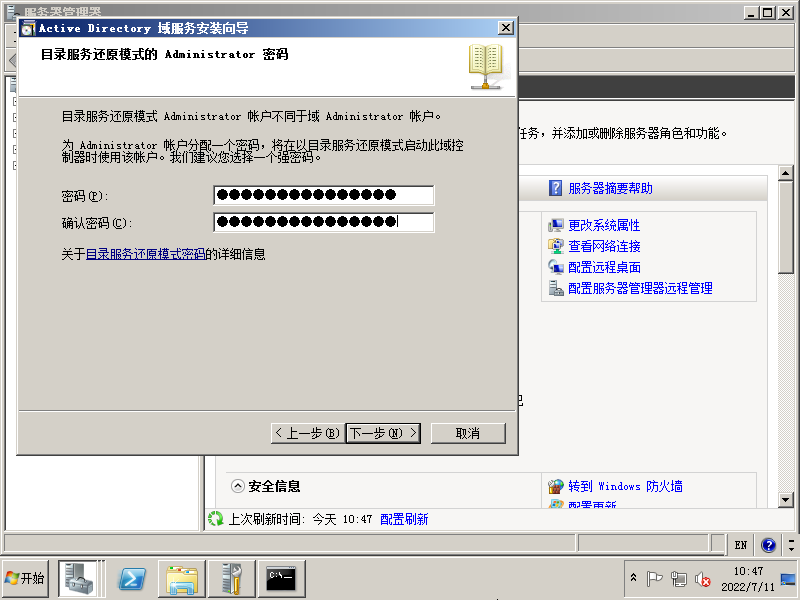 服务器管理器
Active Directory 域服务安装向导
目录服务还原模式的 Administrator 密码
目录服务还原模式 Administrator 帐户不同于域 Administrator 帐户。
为 Administrator 帐户分配一个密码，将在以目录服务还原模式启动此域控
制器时使用该帐户。我们建议您选择一个强密码。
密码(P):
确认密码(C):
关于目录服务还原模式密码的详细信息
< 上一步(B)
下一步(N) >
取消
任务，并添加或删除服务器角色和功能。
服务器摘要帮助
更改系统属性
查看网络连接
配置远程桌面
配置服务器管理器远程管理
安全信息
转到 Windows 防火墙
配置更新
上次刷新时间: 今天 10:47 配置刷新
EN
开始
C:\_
10:47
2022/7/11